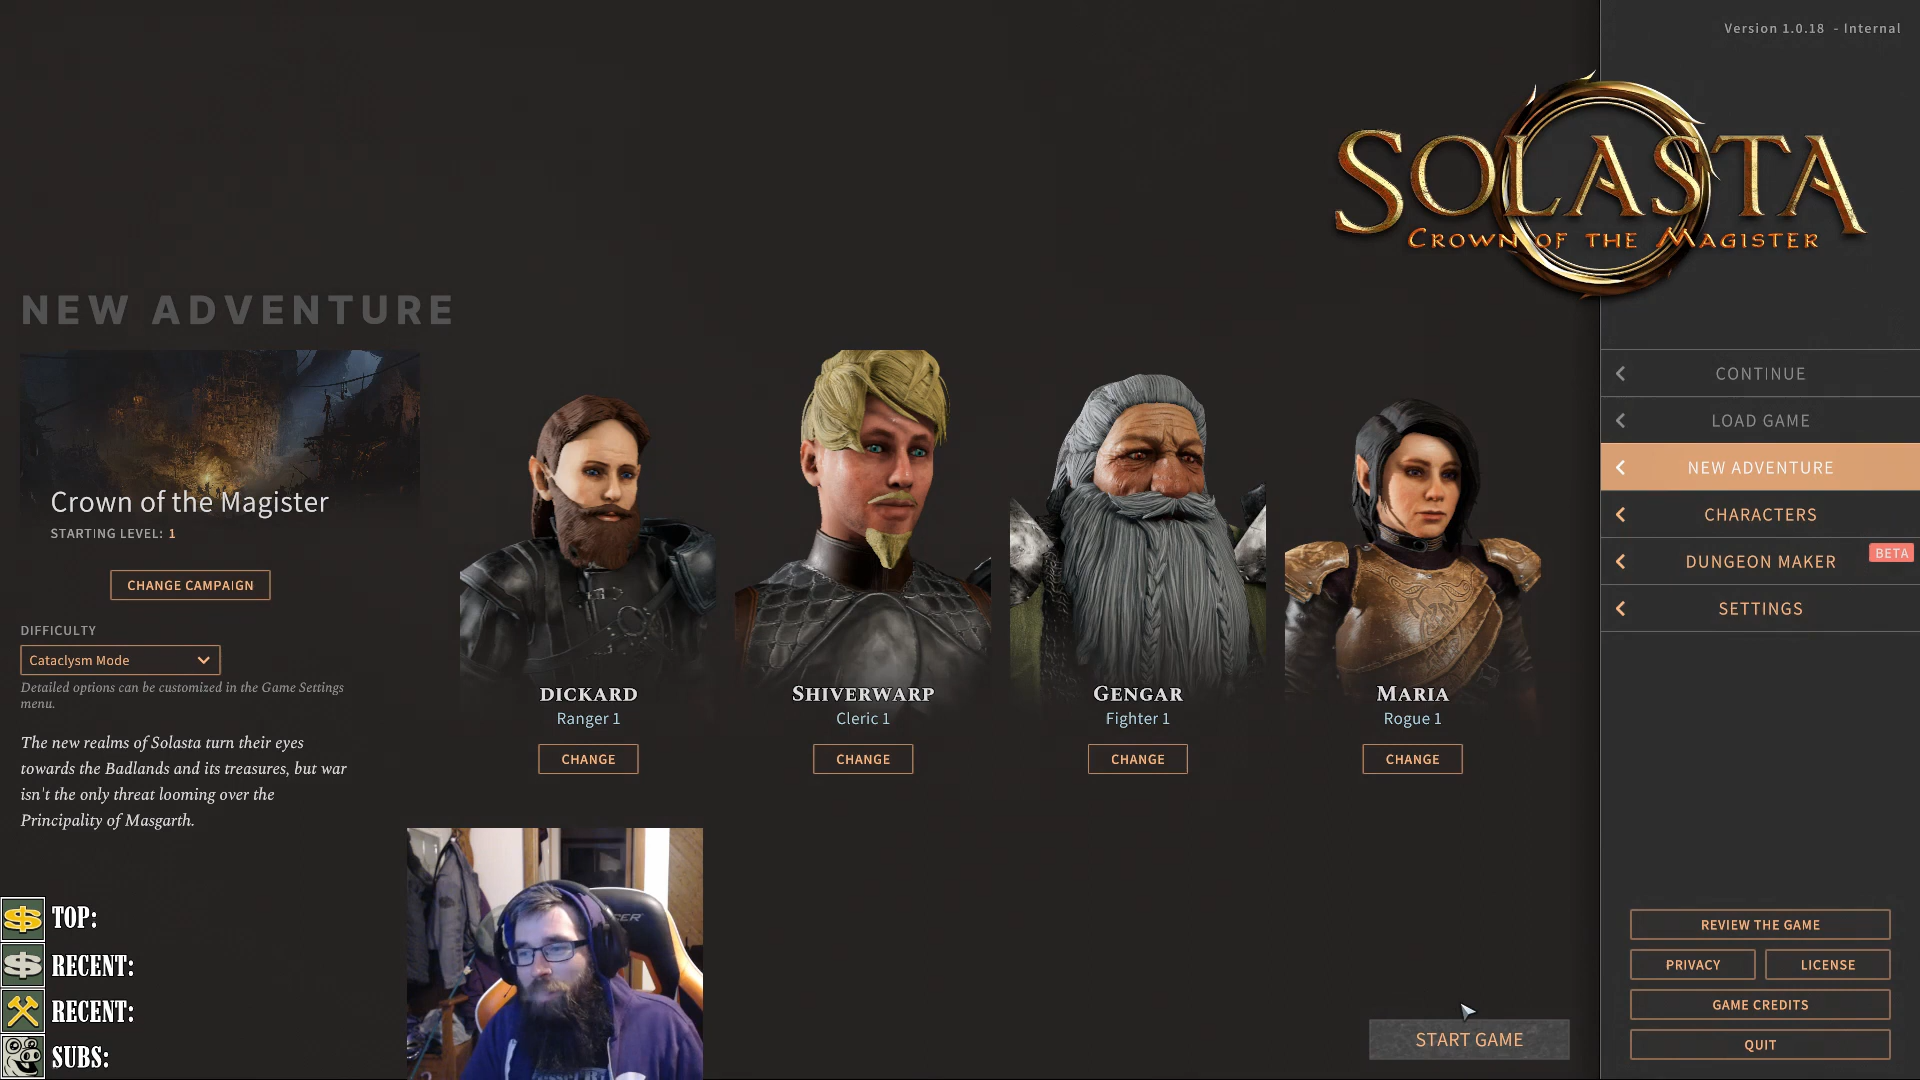 Version 1.0.18 - Internal
SOLASTA
CROWN OF THE MAGISTER
NEW ADVENTURE
Crown of the Magister
STARTING LEVEL: 1
CHANGE CAMPAIGN
DIFFICULTY
Cataclysm Mode
Detailed options can be customized in the Game Settings
menu.
The new realms of Solasta turn their eyes
towards the Badlands and its treasures, but war
isn't the only threat looming over the
Principality of Masgarth.
DICKARD
Ranger 1
CHANGE
SHIVERWARP
Cleric 1
CHANGE
GENGAR
Fighter 1
CHANGE
MARIA
Rogue 1
CHANGE
CONTINUE
LOAD GAME
NEW ADVENTURE
CHARACTERS
DUNGEON MAKER
BETA
SETTINGS
TOP:
RECENT:
RECENT:
SUBS:
START GAME
REVIEW THE GAME
PRIVACY
LICENSE
GAME CREDITS
QUIT